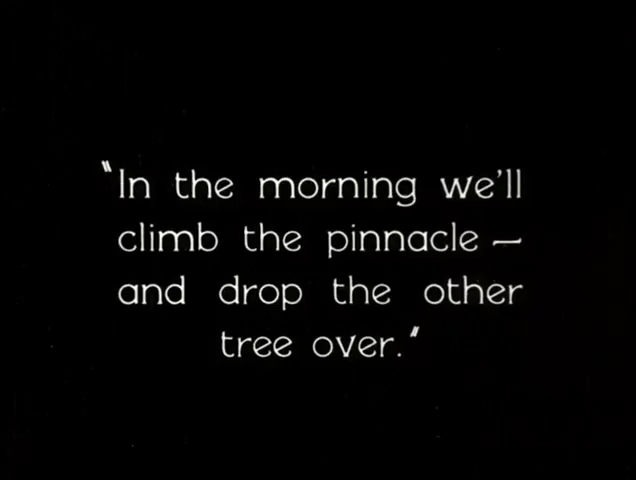 "In the morning we'll
climb the pinnacle —
and drop the other
tree over."